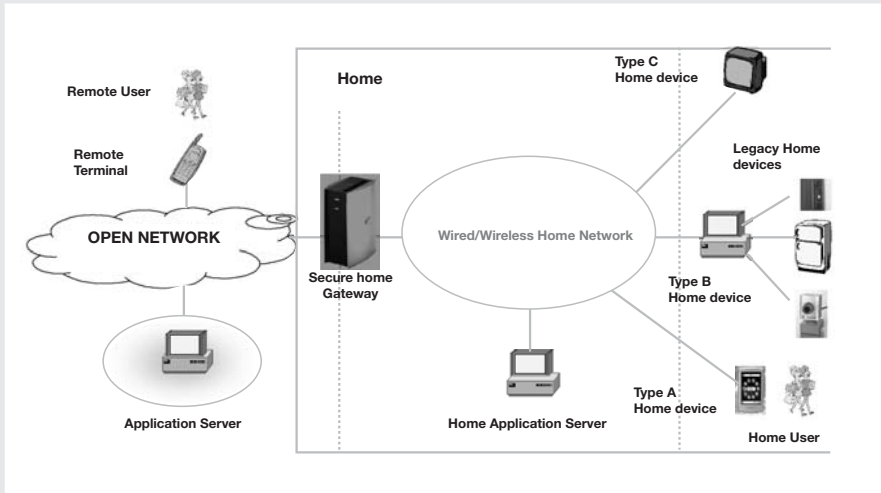 Remote User
Remote
Terminal
OPEN NETWORK
Application Server
Home
Secure home
Gateway
Wired/Wireless Home Network
Home Application Server
Type C
Home device
Legacy Home
devices
Type B
Home device
Type A
Home device
Home User